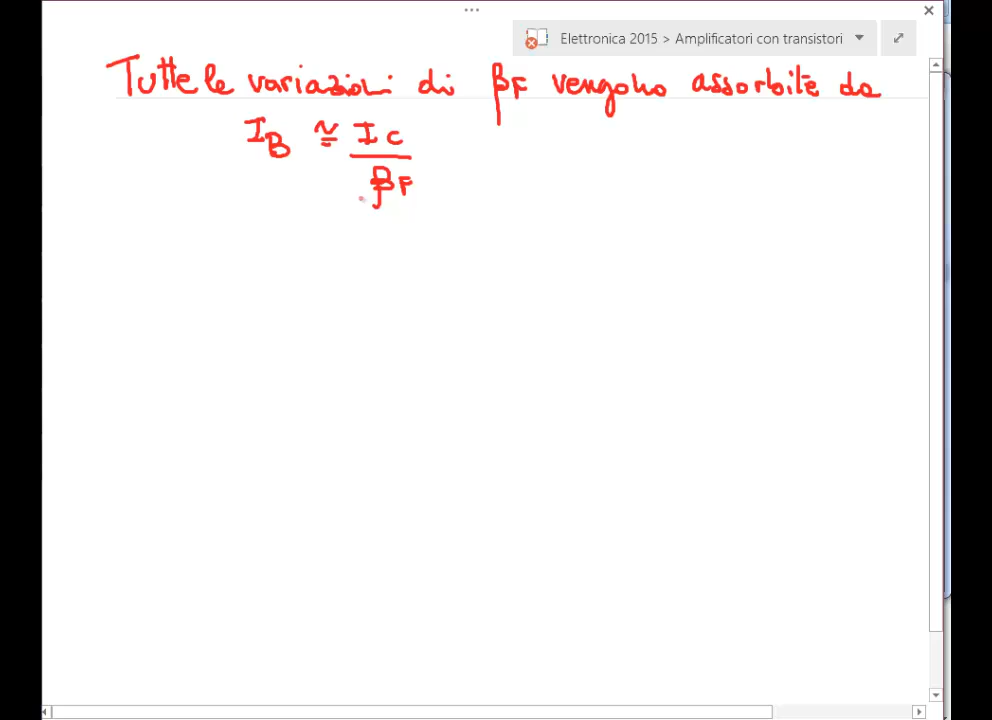 Elettronica 2015 > Amplificatori con transistori
Tutte le variazioni di βF vengono assorbite da
IB ≅ IC
βF